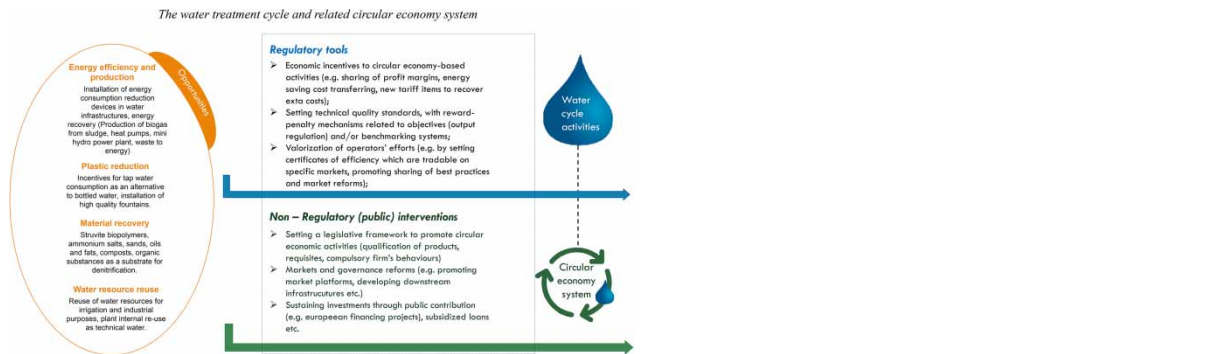 The water treatment cycle and related circular economy system
Opportunities
Energy efficiency and
production
Installation of energy
consumption reduction
devices in water
infrastructures, energy
recovery (Production of biogas
from sludge, heat pumps, mini
hydro power plant, waste to
energy)
Plastic reduction
Incentives for tap water
consumption as an alternative
to bottled water, installation of
high quality fountains.
Material recovery
Struvite biopolymers,
ammonium salts, sands, oils
and fats, composts, organic
substances as a substrate for
denitrification.
Water resource reuse
Reuse of water resources for
irrigation and industrial
purposes, plant internal re-use
as technical water.
Regulatory tools
➢ Economic incentives to circular economy-based
activities (e.g. sharing of profit margins, energy
saving cost transferring, new tariff items to recover
exta costs);
➢ Setting technical quality standards, with reward-
penalty mechanisms related to objectives (output
regulation) and/or benchmarking systems;
➢ Valorization of operators' efforts (e.g. by setting
certificates of efficiency which are tradable on
specific markets, promoting sharing of best practices
and market reforms);
Non – Regulatory (public) interventions
➢ Setting a legislative framework to promote circular
economic activities (qualification of products,
requisites, compulsory firm's behaviours)
➢ Markets and governance reforms (e.g. promoting
market platforms, developing downstream
infrastrucutures etc.)
➢ Sustaining investments through public contribution
(e.g. europeean financing projects), subsidized loans
etc.
Water
cycle
activities
Circular
economy
system